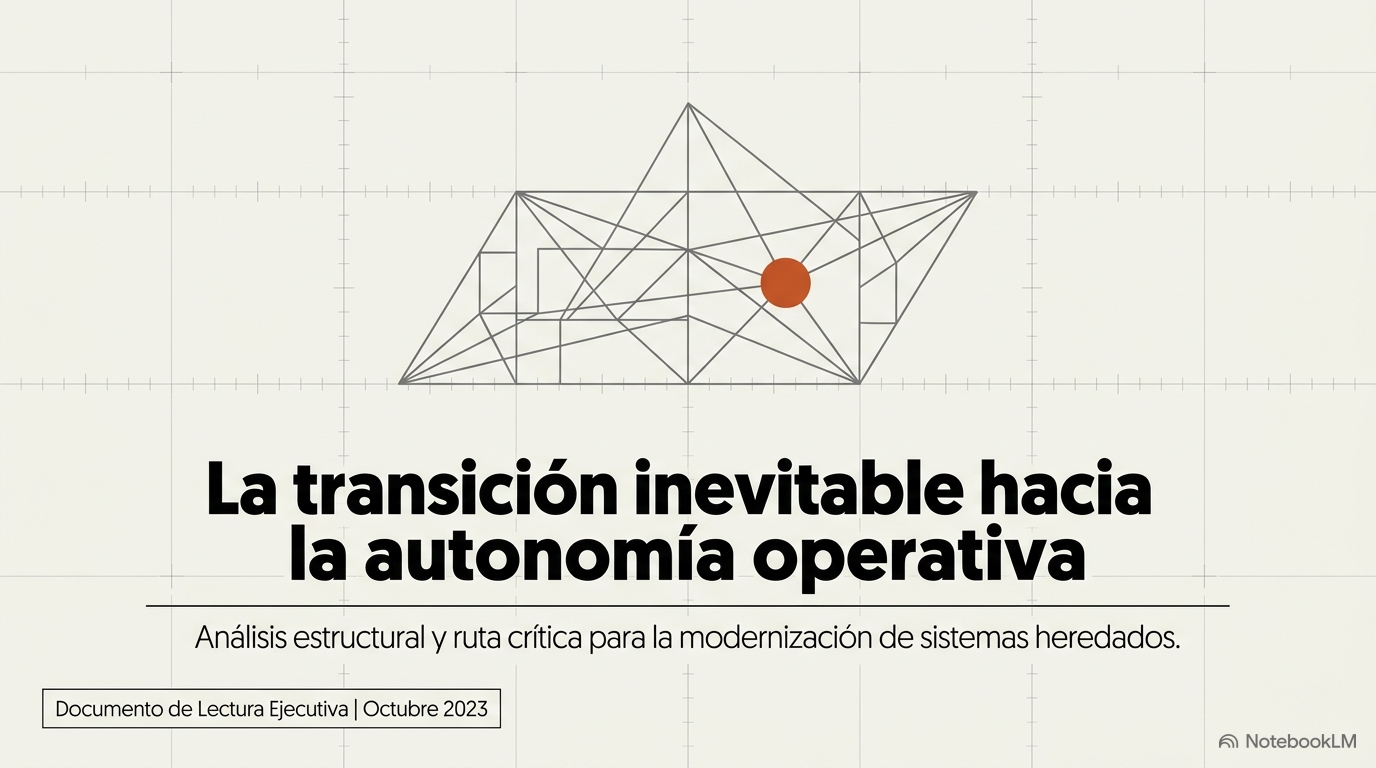 La transición inevitable hacia
la autonomía operativa
Análisis estructural y ruta crítica para la modernización de sistemas heredados.
Documento de Lectura Ejecutiva | Octubre 2023
NotebookLM